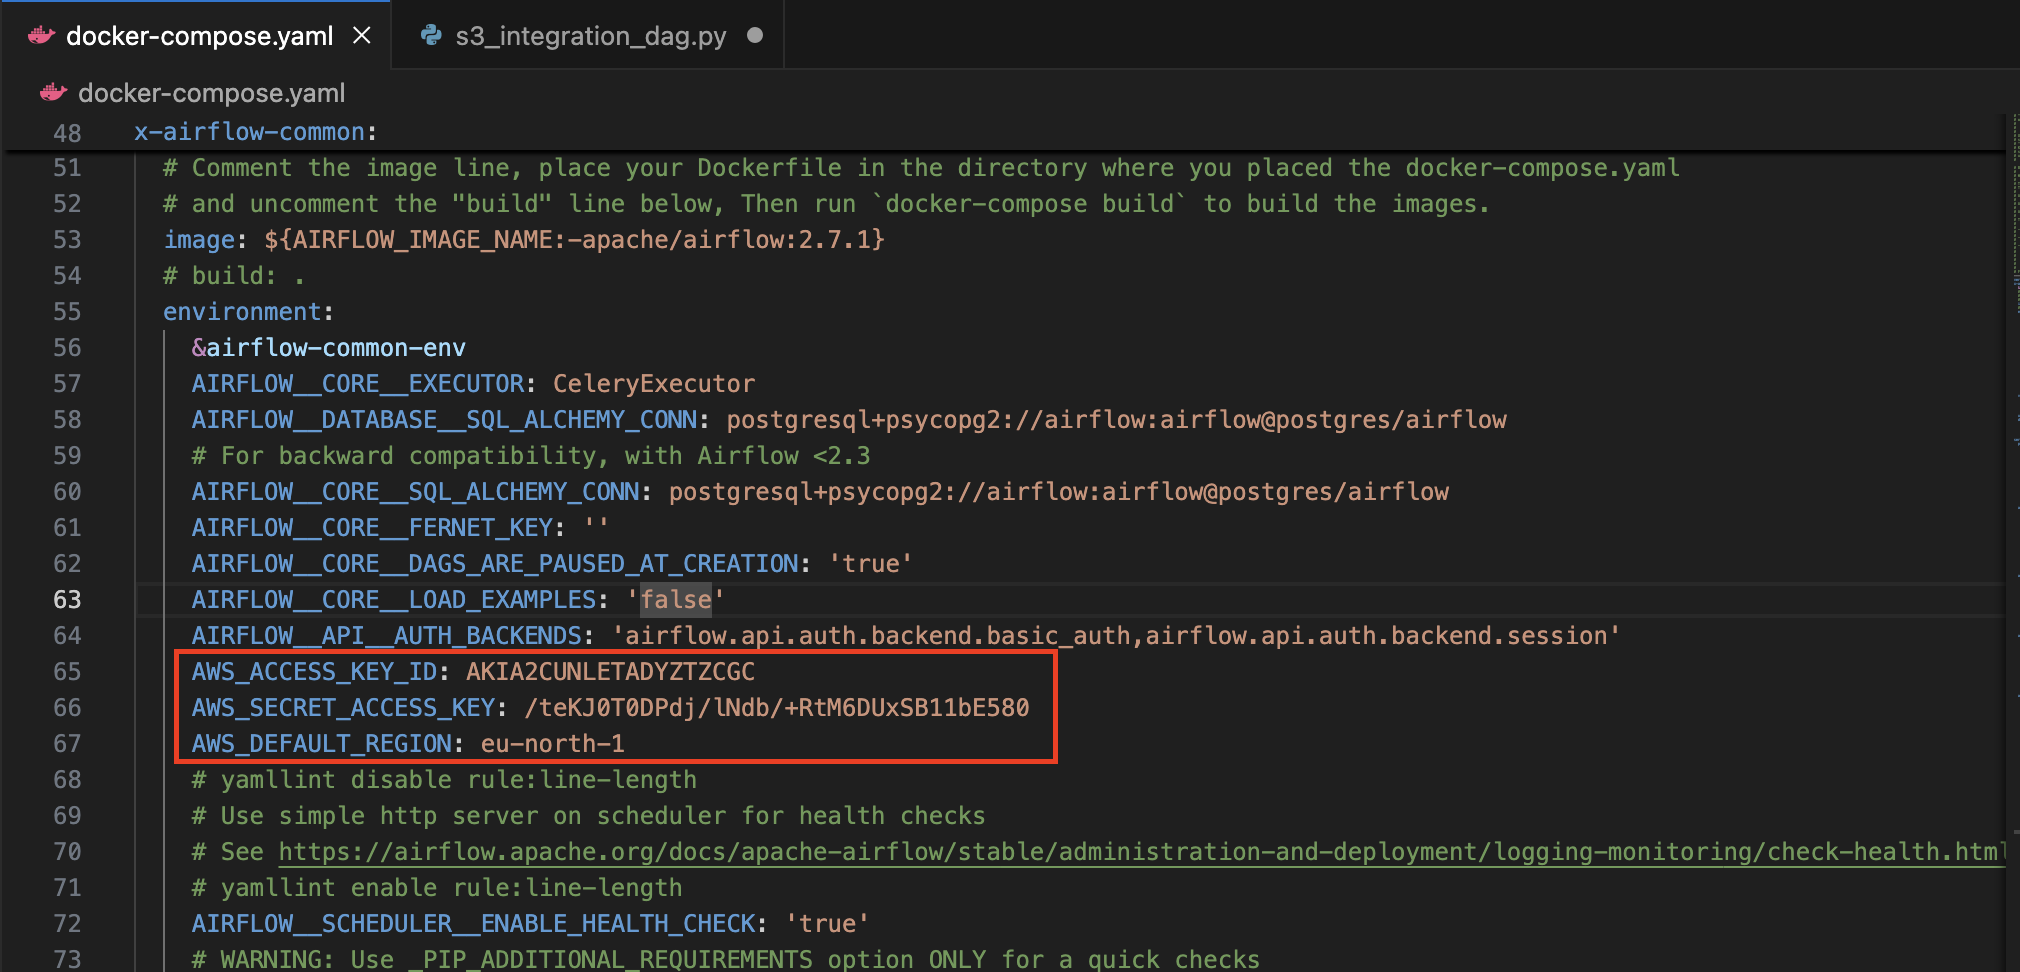 docker-compose.yaml
s3_integration_dag.py
docker-compose.yaml
48 x-airflow-common:
51 # Comment the image line, place your Dockerfile in the directory where you placed the docker-compose.yaml
52 # and uncomment the "build" line below, Then run `docker-compose build` to build the images.
53 image: ${AIRFLOW_IMAGE_NAME:-apache/airflow:2.7.1}
54 # build: .
55 environment:
56 &airflow-common-env
57 AIRFLOW__CORE__EXECUTOR: CeleryExecutor
58 AIRFLOW__DATABASE__SQL_ALCHEMY_CONN: postgresql+psycopg2://airflow:airflow@postgres/airflow
59 # For backward compatibility, with Airflow <2.3
60 AIRFLOW__CORE__SQL_ALCHEMY_CONN: postgresql+psycopg2://airflow:airflow@postgres/airflow
61 AIRFLOW__CORE__FERNET_KEY: ''
62 AIRFLOW__CORE__DAGS_ARE_PAUSED_AT_CREATION: 'true'
63 AIRFLOW__CORE__LOAD_EXAMPLES: 'false'
64 AIRFLOW__API__AUTH_BACKENDS: 'airflow.api.auth.backend.basic_auth,airflow.api.auth.backend.session'
65 AWS_ACCESS_KEY_ID: AKIA2CUNLETADYZTZCGC
66 AWS_SECRET_ACCESS_KEY: /teKJ0T0DPdj/lNdb/+RtM6DUxSB11bE580
67 AWS_DEFAULT_REGION: eu-north-1
68 # yamllint disable rule:line-length
69 # Use simple http server on scheduler for health checks
70 # See https://airflow.apache.org/docs/apache-airflow/stable/administration-and-deployment/logging-monitoring/check-health.html
71 # yamllint enable rule:line-length
72 AIRFLOW__SCHEDULER__ENABLE_HEALTH_CHECK: 'true'
73 # WARNING: Use _PIP_ADDITIONAL_REQUIREMENTS option ONLY for a quick checks